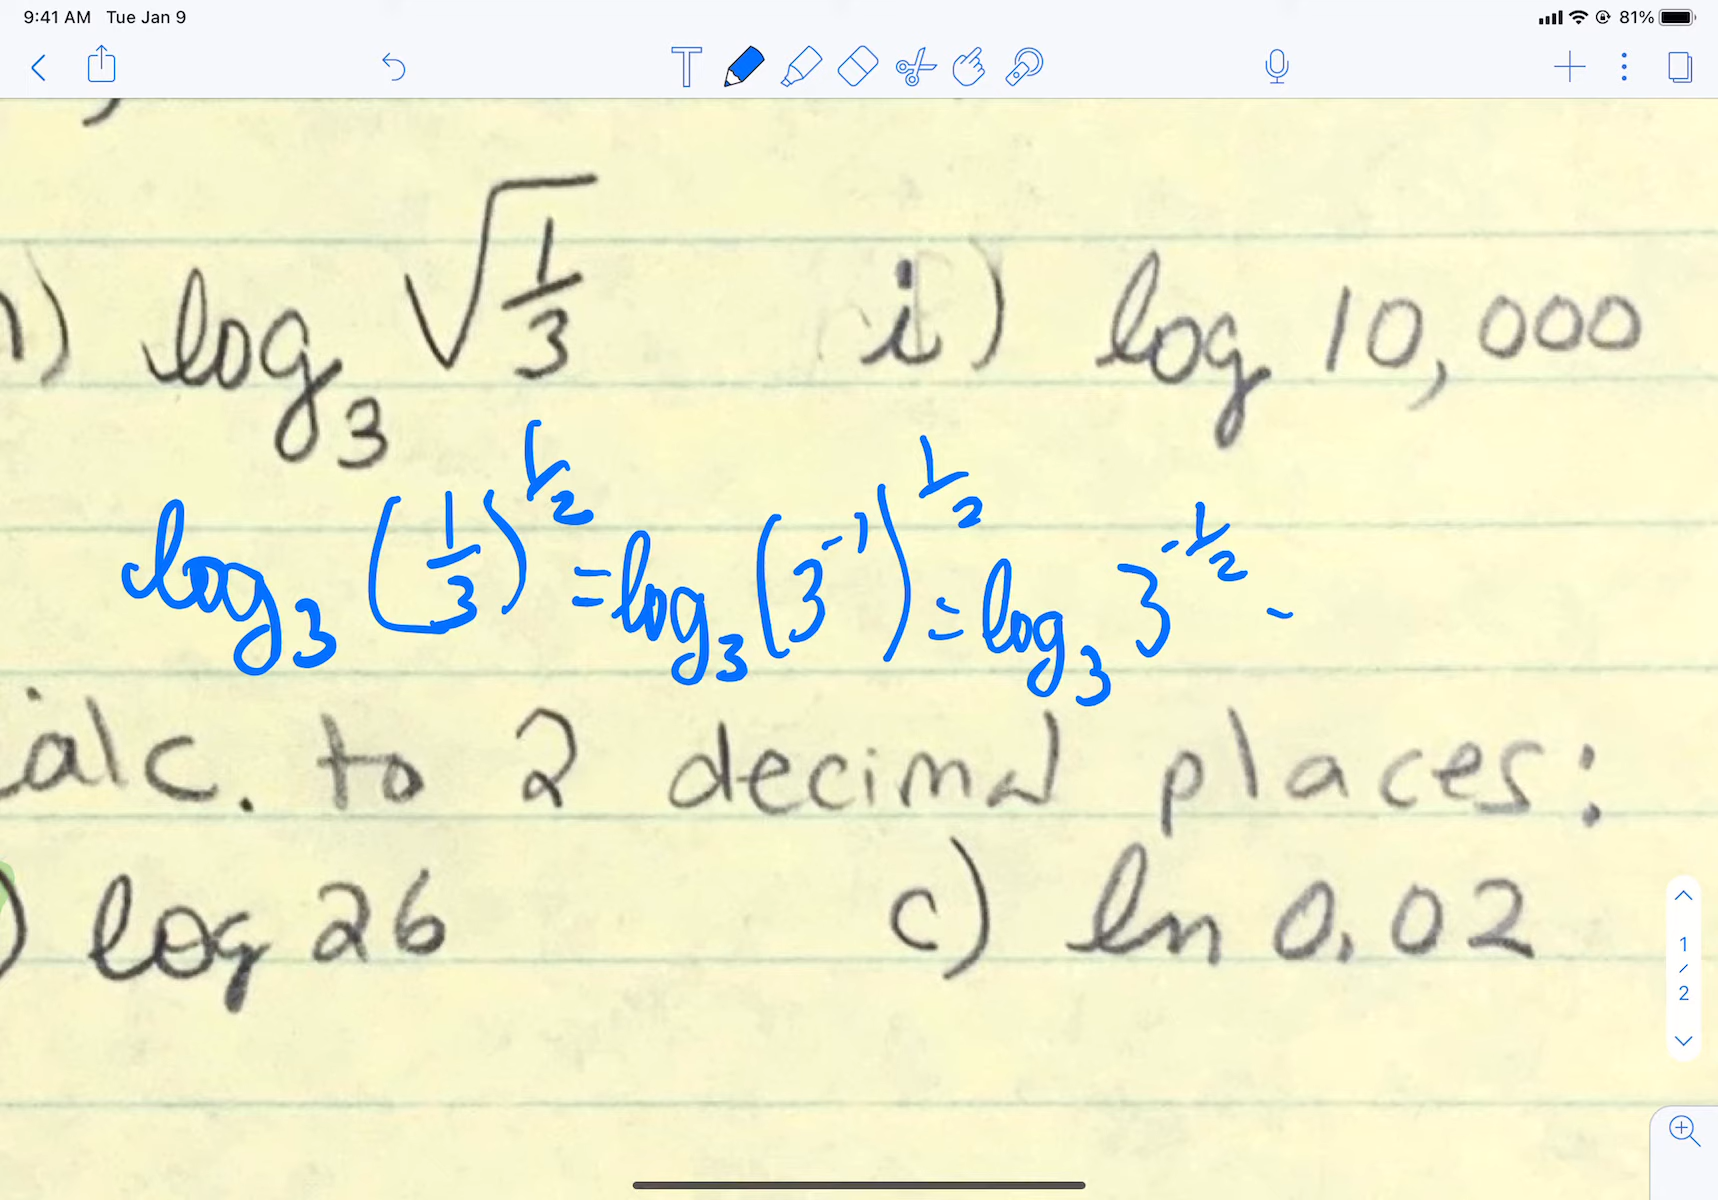 9:41 AM Tue Jan 9 81%
h) log₃ √(1/3) i) log 10,000
log₃ (1/3)^(1/2) = log₃ (3⁻¹)^(1/2) = log₃ 3^(-1/2) -
calc. to 2 decimal places:
) log 26 c) ln 0.02
1
/
2